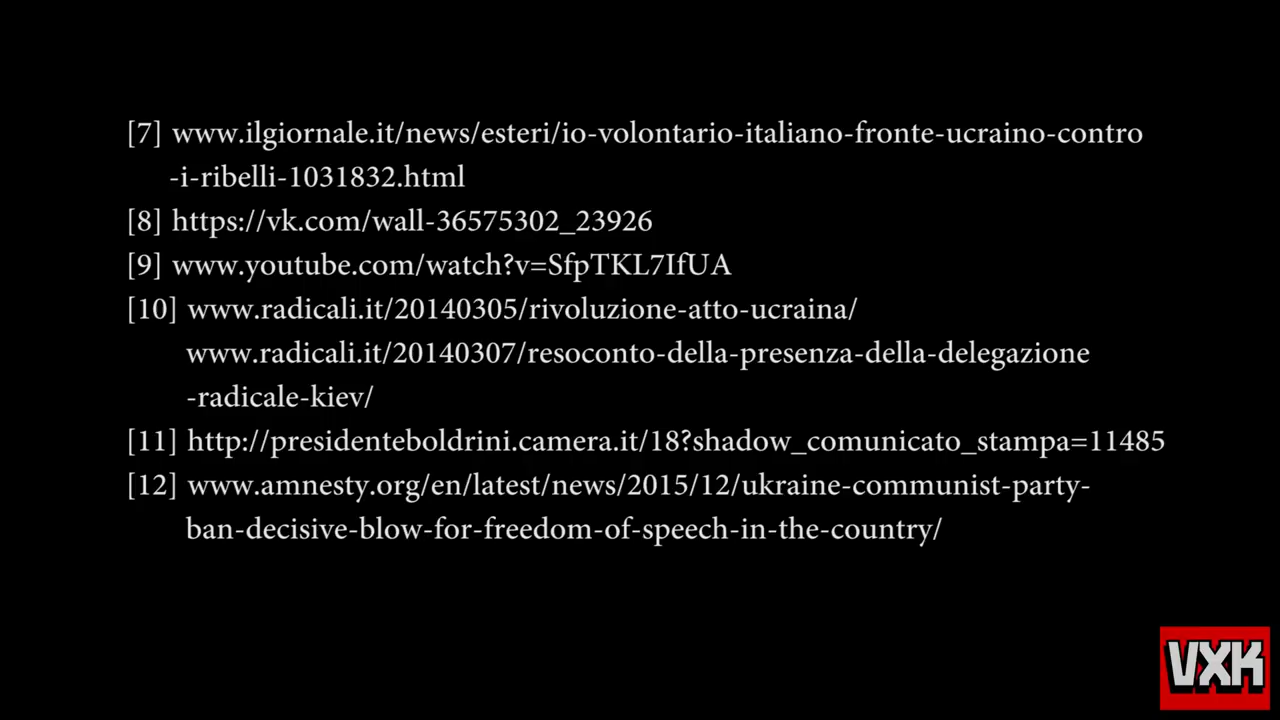 [7] www.ilgiornale.it/news/esteri/io-volontario-italiano-fronte-ucraino-contro
-i-ribelli-1031832.html
[8] https://vk.com/wall-36575302_23926
[9] www.youtube.com/watch?v=SfpTKL7IfUA
[10] www.radicali.it/20140305/rivoluzione-atto-ucraina/
www.radicali.it/20140307/resoconto-della-presenza-della-delegazione
-radicale-kiev/
[11] http://presidenteboldrini.camera.it/18?shadow_comunicato_stampa=11485
[12] www.amnesty.org/en/latest/news/2015/12/ukraine-communist-party-
ban-decisive-blow-for-freedom-of-speech-in-the-country/
VXK